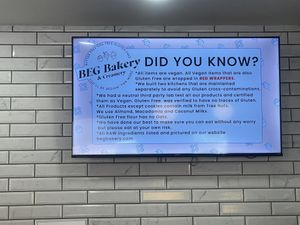 BFG Bakery
& Creamery
DID YOU KNOW?
*All items are vegan. All Vegan items that are also
Gluten Free are wrapped in RED WRAPPERS.
*We built two kitchens that are maintained
separately to avoid any Gluten cross-contaminations.
*We had a neutral third party lab test all our products and certified
them as Vegan. Gluten Free was verified to have no traces of Gluten.
*All Products except cookies contain milk from Tree nuts.
We use Almond, Macadamia and Coconut Milks.
*Gluten Free flour has no Oats.
*We have done our best to make sure you can eat without any worry
but please eat at your own risk.
*All RAW ingredients listed and pictured on our website
bfgbakery.com